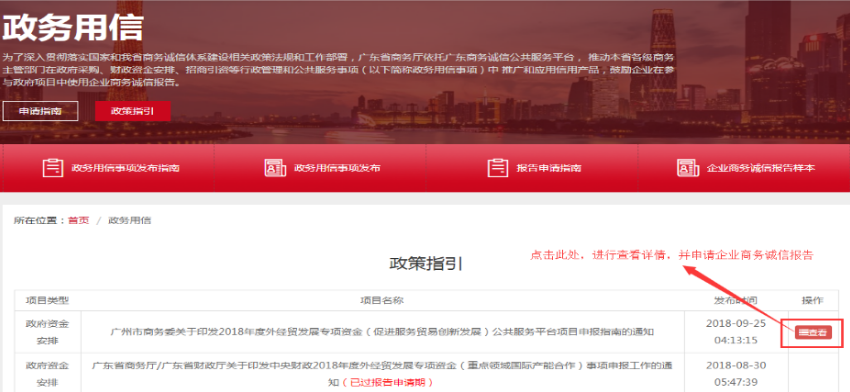 政务用信
为了深入贯彻落实国家和我省商务诚信体系建设相关政策法规和工作部署，广东省商务厅依托广东商务诚信公共服务平台， 推动本省各级商务
主管部门在政府采购、财政资金安排、招商引资等行政管理和公共服务事项（以下简称政务用信事项）中 推广和应用信用产品，鼓励企业在参
与政府项目中使用企业商务诚信报告。
申请指南 政策指引
政务用信事项发布指南 政务用信事项发布 报告申请指南 企业商务诚信报告样本
所在位置：首页 / 政务用信
点击此处，进行查看详情，并申请企业商务诚信报告
政策指引
项目类型 项目名称 发布时间 操作
政府资金
安排
广州市商务委关于印发2018年度外经贸发展专项资金（促进服务贸易创新发展）公共服务平台项目申报指南的通知
2018-09-25
04:13:15
查看
政府资金
安排
广东省商务厅/广东省财政厅关于印发中央财政2018年度外经贸发展专项资金（重点领域国际产能合作）事项申报工作的通
知（已过报告申请期）
2018-08-30
05:47:39